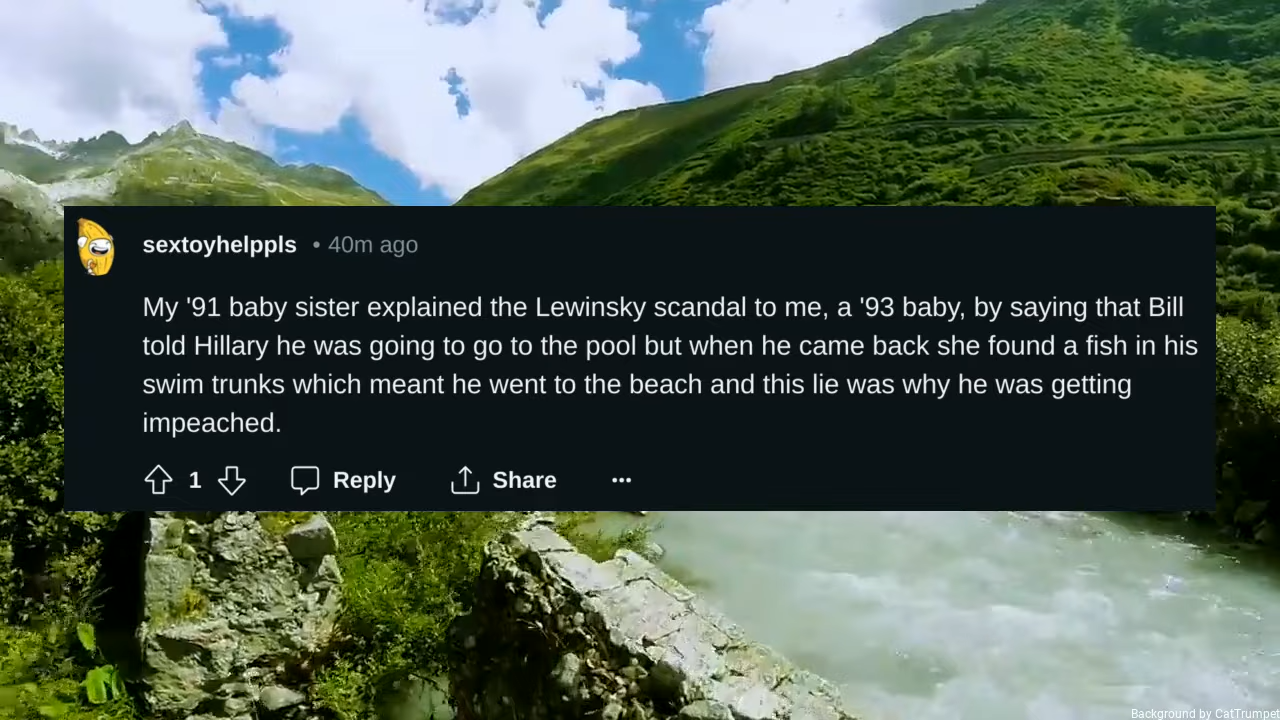 sextoyhelppls • 40m ago
My '91 baby sister explained the Lewinsky scandal to me, a '93 baby, by saying that Bill
told Hillary he was going to go to the pool but when he came back she found a fish in his
swim trunks which meant he went to the beach and this lie was why he was getting
impeached.
1 Reply Share ...
Background by CatTrumpet